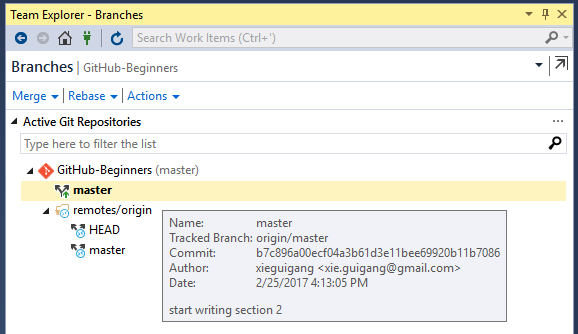 Team Explorer - Branches
Search Work Items (Ctrl+')
Branches | GitHub-Beginners
Merge | Rebase | Actions
Active Git Repositories
Type here to filter the list
GitHub-Beginners (master)
master
remotes/origin
HEAD
master
Name: master
Tracked Branch: origin/master
Commit: b7c896a00ecf04a3b61d3e11bee69920b11b7086
Author: xieguigang <xie.guigang@gmail.com>
Date: 2/25/2017 4:13:05 PM
start writing section 2